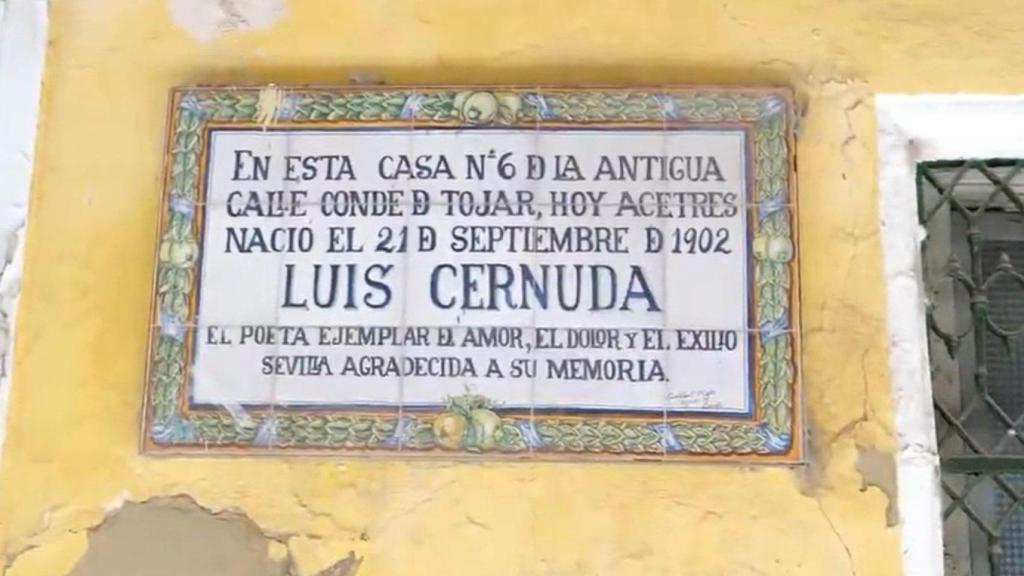 EN ESTA CASA Nº6 D LA ANTIGUA
CALLE CONDE D TOJAR, HOY ACETRES
NACIO EL 21 D SEPTIEMBRE D 1902
LUIS CERNUDA
EL POETA EJEMPLAR DL AMOR, EL DOLOR Y EL EXILIO
SEVILLA AGRADECIDA A SU MEMORIA.